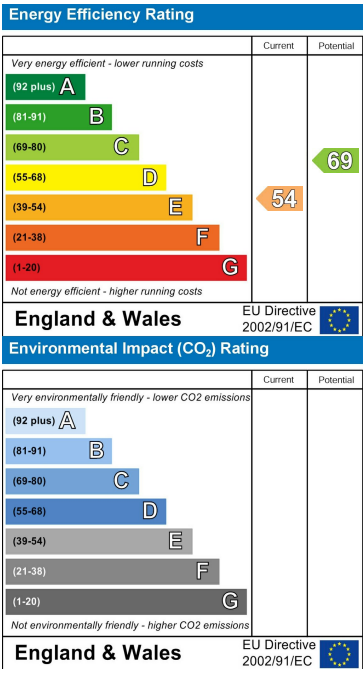 Energy Efficiency Rating
Current Potential
Very energy efficient - lower running costs
(92 plus) A
(81-91) B
(69-80) C
69
(55-68) D
(39-54) E
54
(21-38) F
(1-20) G
Not energy efficient - higher running costs
England & Wales
EU Directive
2002/91/EC
Environmental Impact (CO₂) Rating
Current Potential
Very environmentally friendly - lower CO2 emissions
(92 plus) A
(81-91) B
(69-80) C
(55-68) D
(39-54) E
(21-38) F
(1-20) G
Not environmentally friendly - higher CO2 emissions
England & Wales
EU Directive
2002/91/EC